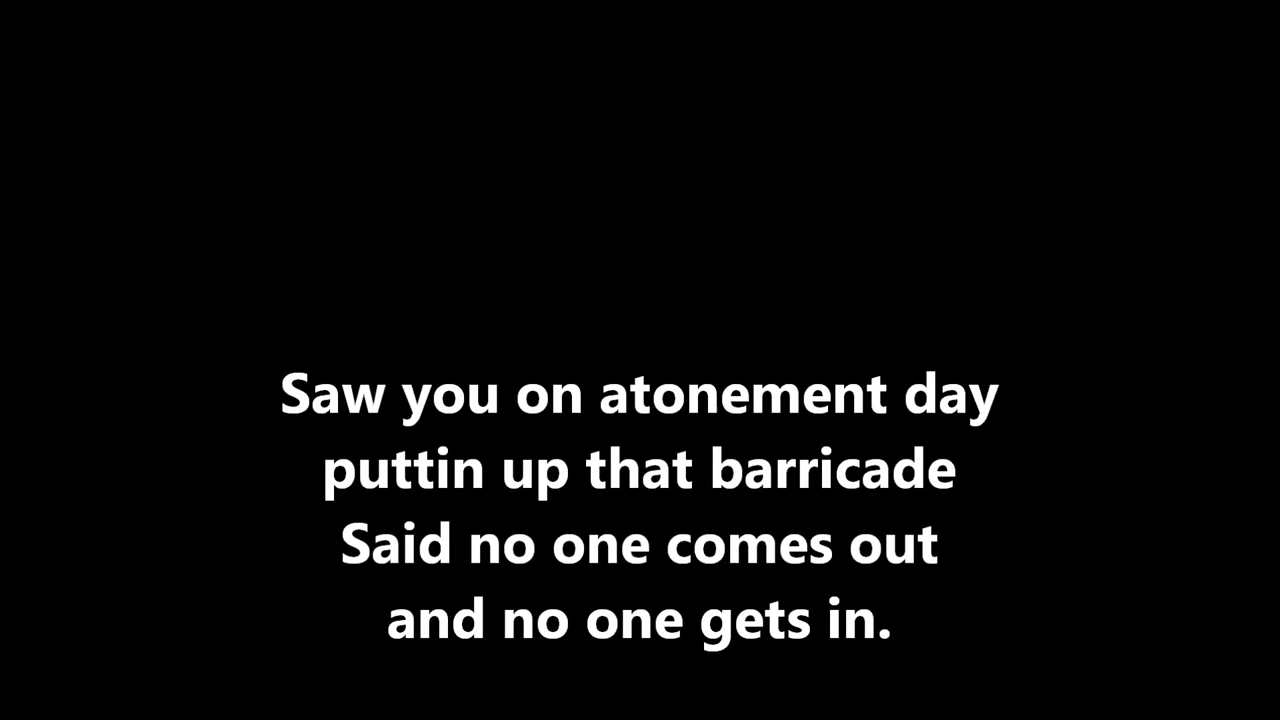 Saw you on atonement day
puttin up that barricade
Said no one comes out
and no one gets in.